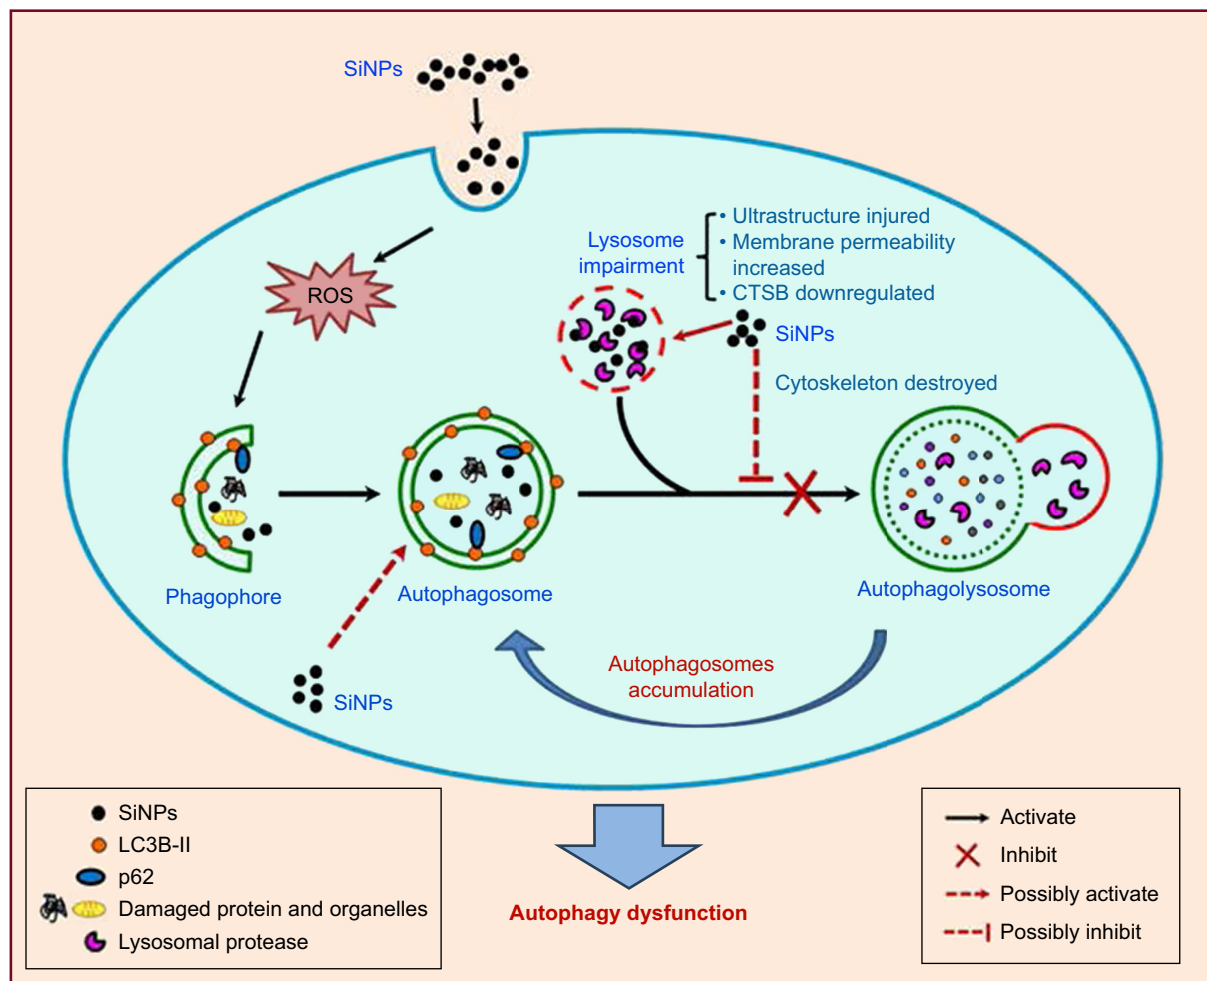 SiNPs
• Ultrastructure injured
Lysosome
impairment
• Membrane permeability
increased
• CTSB downregulated
ROS
SiNPs
Cytoskeleton destroyed
Phagophore
Autophagosome
Autophagolysosome
Autophagosomes
accumulation
SiNPs
SiNPs
LC3B-II
p62
Damaged protein and organelles
Lysosomal protease
Autophagy dysfunction
Activate
Inhibit
Possibly activate
Possibly inhibit